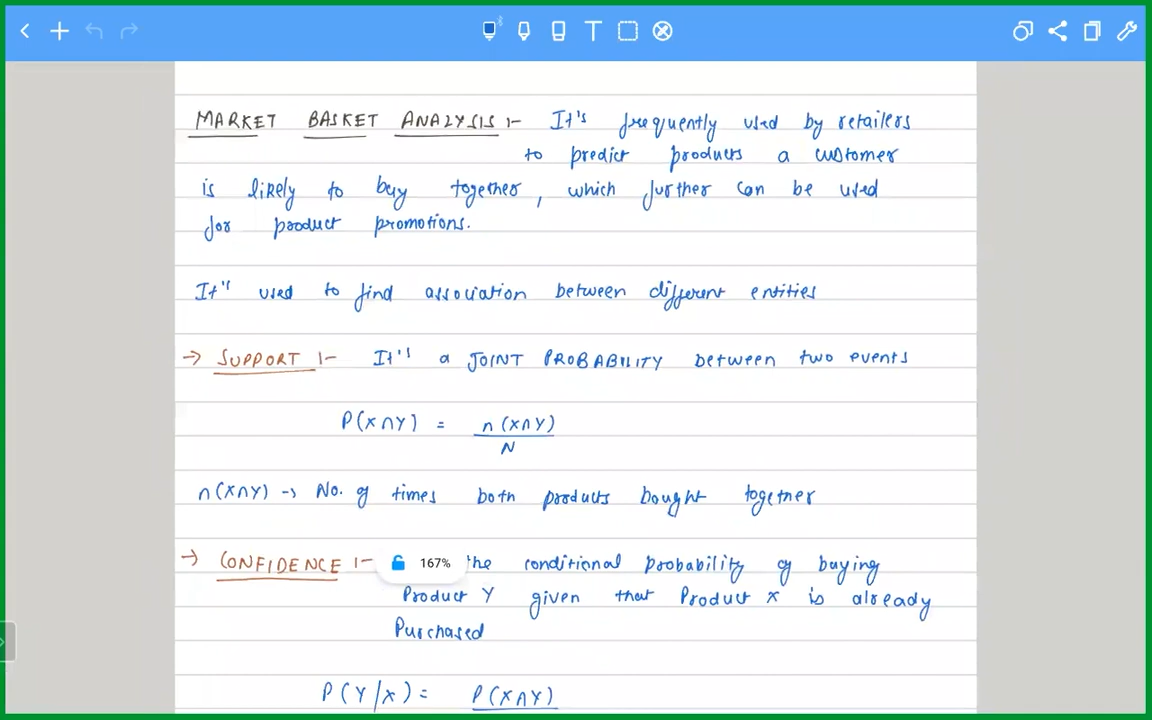 MARKET BASKET ANALYSIS :- It's frequently used by retailers
to predict products a customer
is likely to buy together, which further can be used
for product promotions.
It's used to find association between different entities
→ SUPPORT :- It's a JOINT PROBABILITY between two events
P(X∩Y) = n(X∩Y)
N
n(X∩Y) → No. of times both products bought together
→ CONFIDENCE :- 167% the conditional probability of buying
Product Y given that Product X is already
Purchased
P(Y/X) = P(X∩Y)